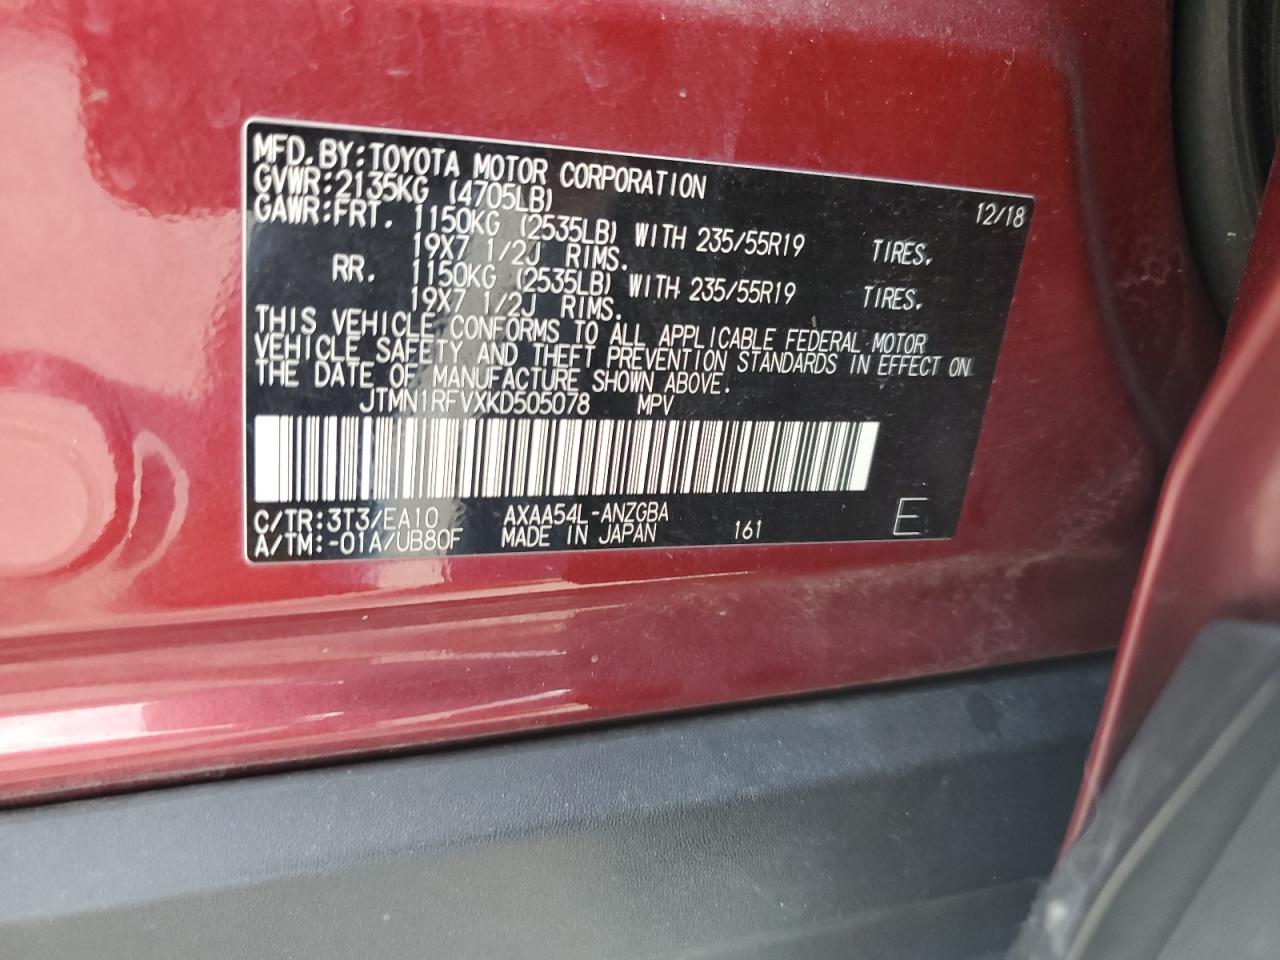 MFD. BY: TOYOTA MOTOR CORPORATION 12/18
GVWR: 2135KG (4705LB)
GAWR: FRT. 1150KG (2535LB) WITH 235/55R19 TIRES.
19X7 1/2J RIMS.
RR. 1150KG (2535LB) WITH 235/55R19 TIRES.
19X7 1/2J RIMS.
THIS VEHICLE CONFORMS TO ALL APPLICABLE FEDERAL MOTOR
VEHICLE SAFETY AND THEFT PREVENTION STANDARDS IN EFFECT ON
THE DATE OF MANUFACTURE SHOWN ABOVE.
JTMN1RFVXKD505078 MPV
C/TR: 3T3/EA10 AXAA54L-ANZGBA
A/TM: -01A/UB80F MADE IN JAPAN 161 E